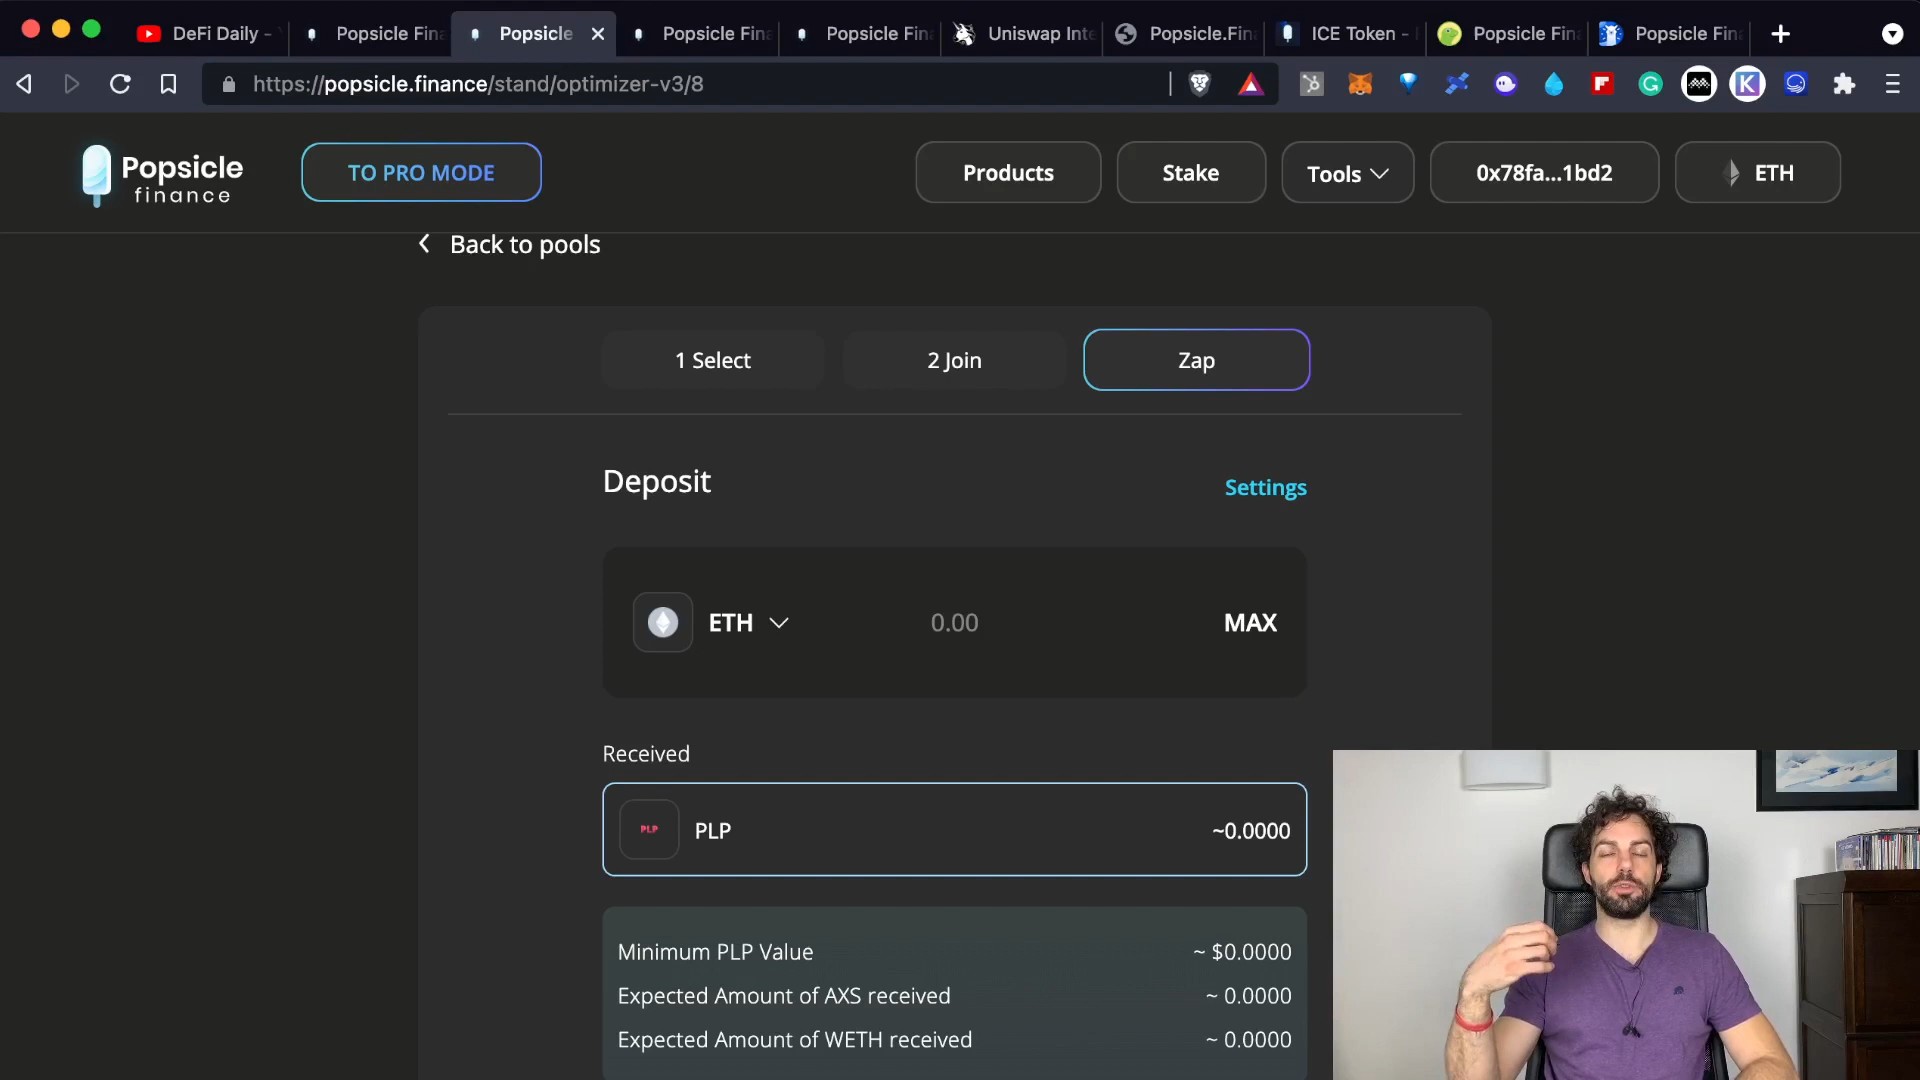 DeFi Daily -
Popsicle Fin
Popsicle
Popsicle Fin
Popsicle Fin
Uniswap Inte
Popsicle.Fin
ICE Token -
Popsicle Fin
Popsicle Fin
https://popsicle.finance/stand/optimizer-v3/8
Popsicle
finance
TO PRO MODE
Products
Stake
Tools
0x78fa...1bd2
ETH
Back to pools
1 Select
2 Join
Zap
Deposit
Settings
ETH
0.00
MAX
Received
PLP
PLP
~0.0000
Minimum PLP Value
~ $0.0000
Expected Amount of AXS received
~ 0.0000
Expected Amount of WETH received
~ 0.0000